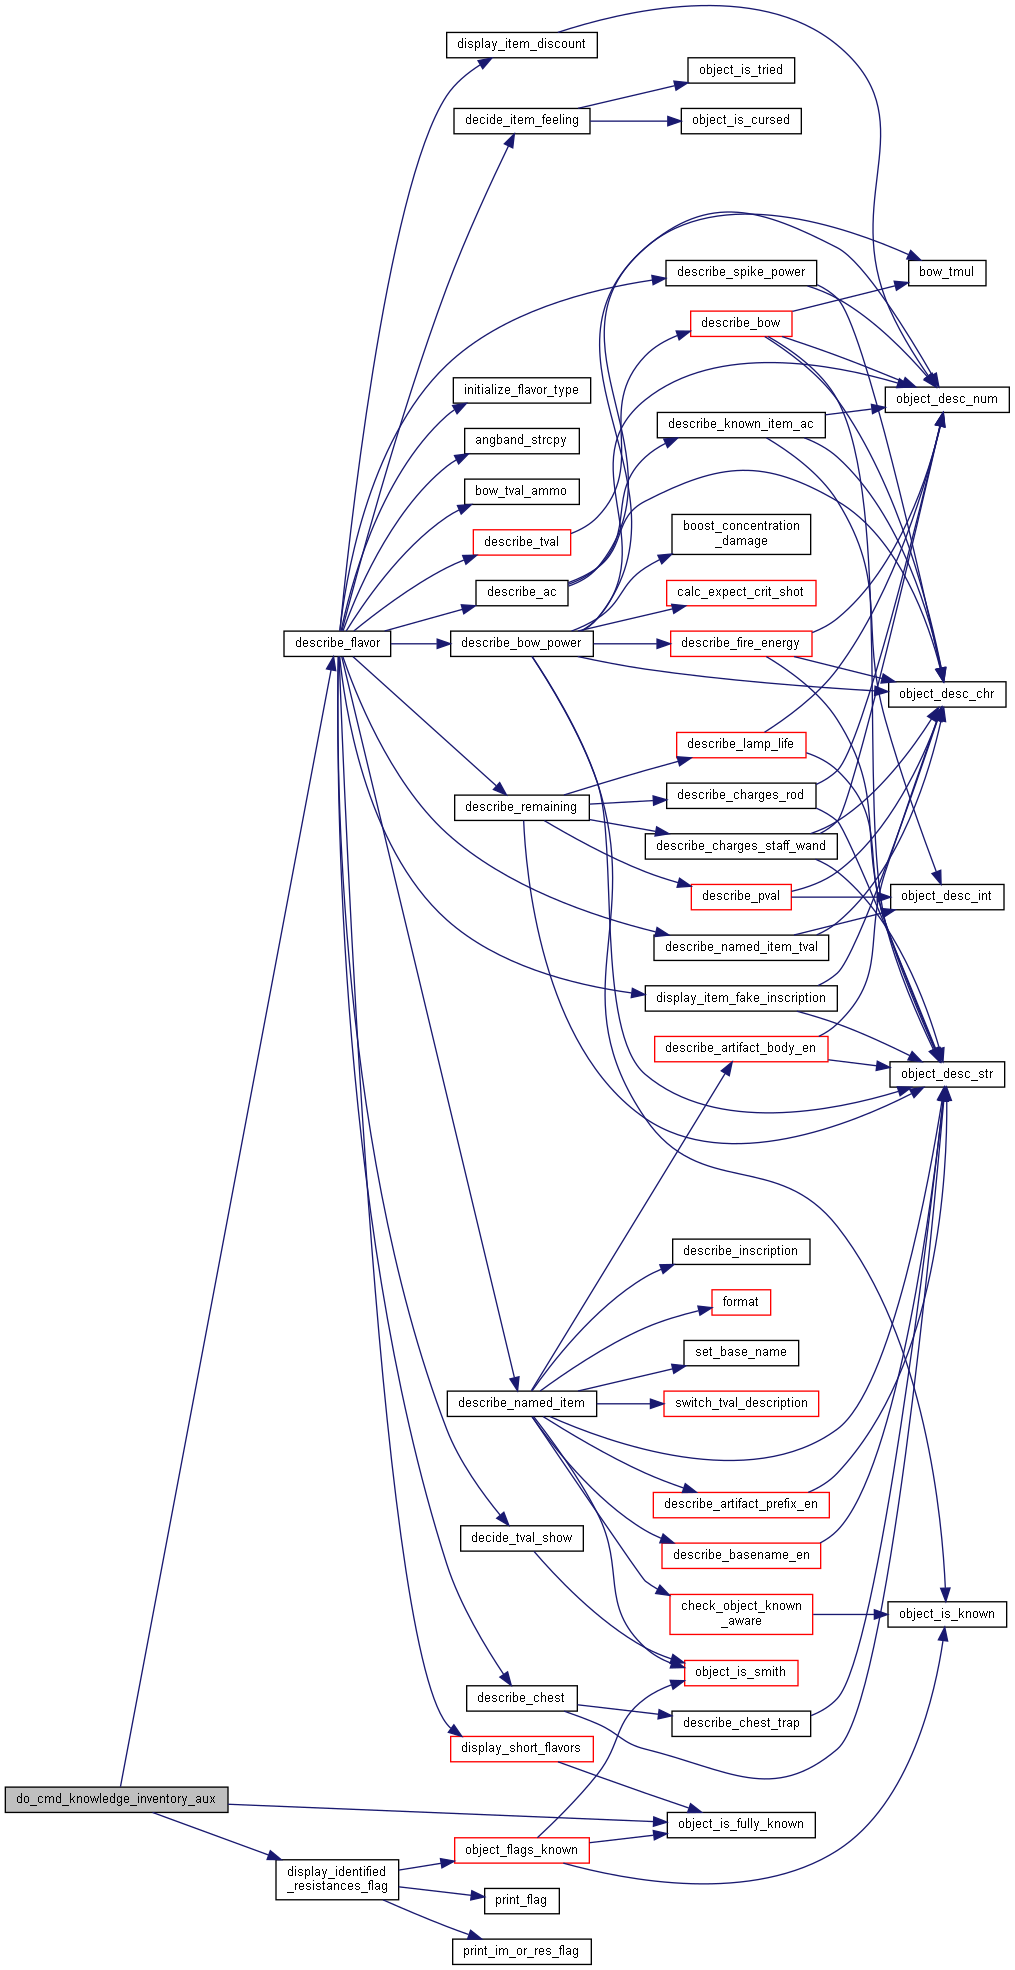 display_item_discount
object_is_tried
decide_item_feeling
object_is_cursed
describe_spike_power
bow_tmul
describe_bow
initialize_flavor_type
object_desc_num
describe_known_item_ac
angband_strcpy
bow_tval_ammo
boost_concentration
_damage
describe_tval
describe_ac
calc_expect_crit_shot
describe_flavor
describe_bow_power
describe_fire_energy
object_desc_chr
describe_lamp_life
describe_remaining
describe_charges_rod
describe_charges_staff_wand
describe_pval
object_desc_int
describe_named_item_tval
display_item_fake_inscription
describe_artifact_body_en
object_desc_str
describe_inscription
format
set_base_name
describe_named_item
switch_tval_description
describe_artifact_prefix_en
decide_tval_show
describe_basename_en
check_object_known
_aware
object_is_known
object_is_smith
describe_chest
describe_chest_trap
display_short_flavors
do_cmd_knowledge_inventory_aux
object_is_fully_known
object_flags_known
display_identified
_resistances_flag
print_flag
print_im_or_res_flag